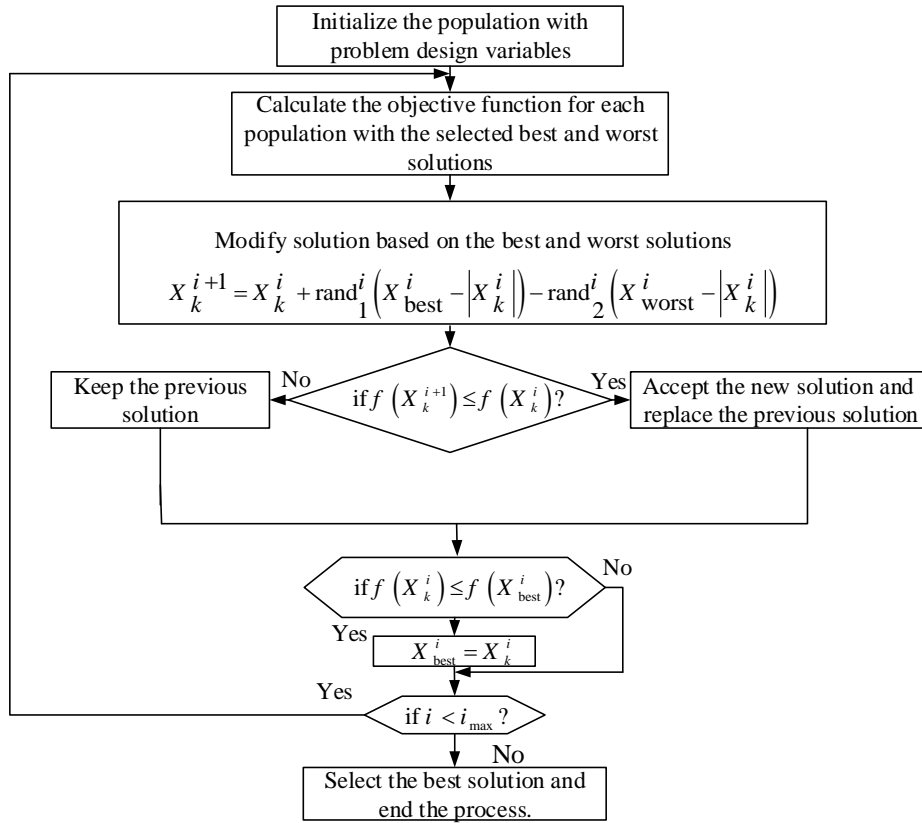 Initialize the population with
problem design variables
Calculate the objective function for each
population with the selected best and worst
solutions
Modify solution based on the best and worst solutions
X_k^{i+1} = X_k^i + rand_1^i (X_best^i - |X_k^i|) - rand_2^i (X_worst^i - |X_k^i|)
Keep the previous
solution
No
if f (X_k^{i+1}) ≤ f (X_k^i)?
Yes
Accept the new solution and
replace the previous solution
if f (X_k^i) ≤ f (X_best^i)?
No
Yes
X_best^i = X_k^i
Yes
if i < i_max ?
No
Select the best solution and
end the process.